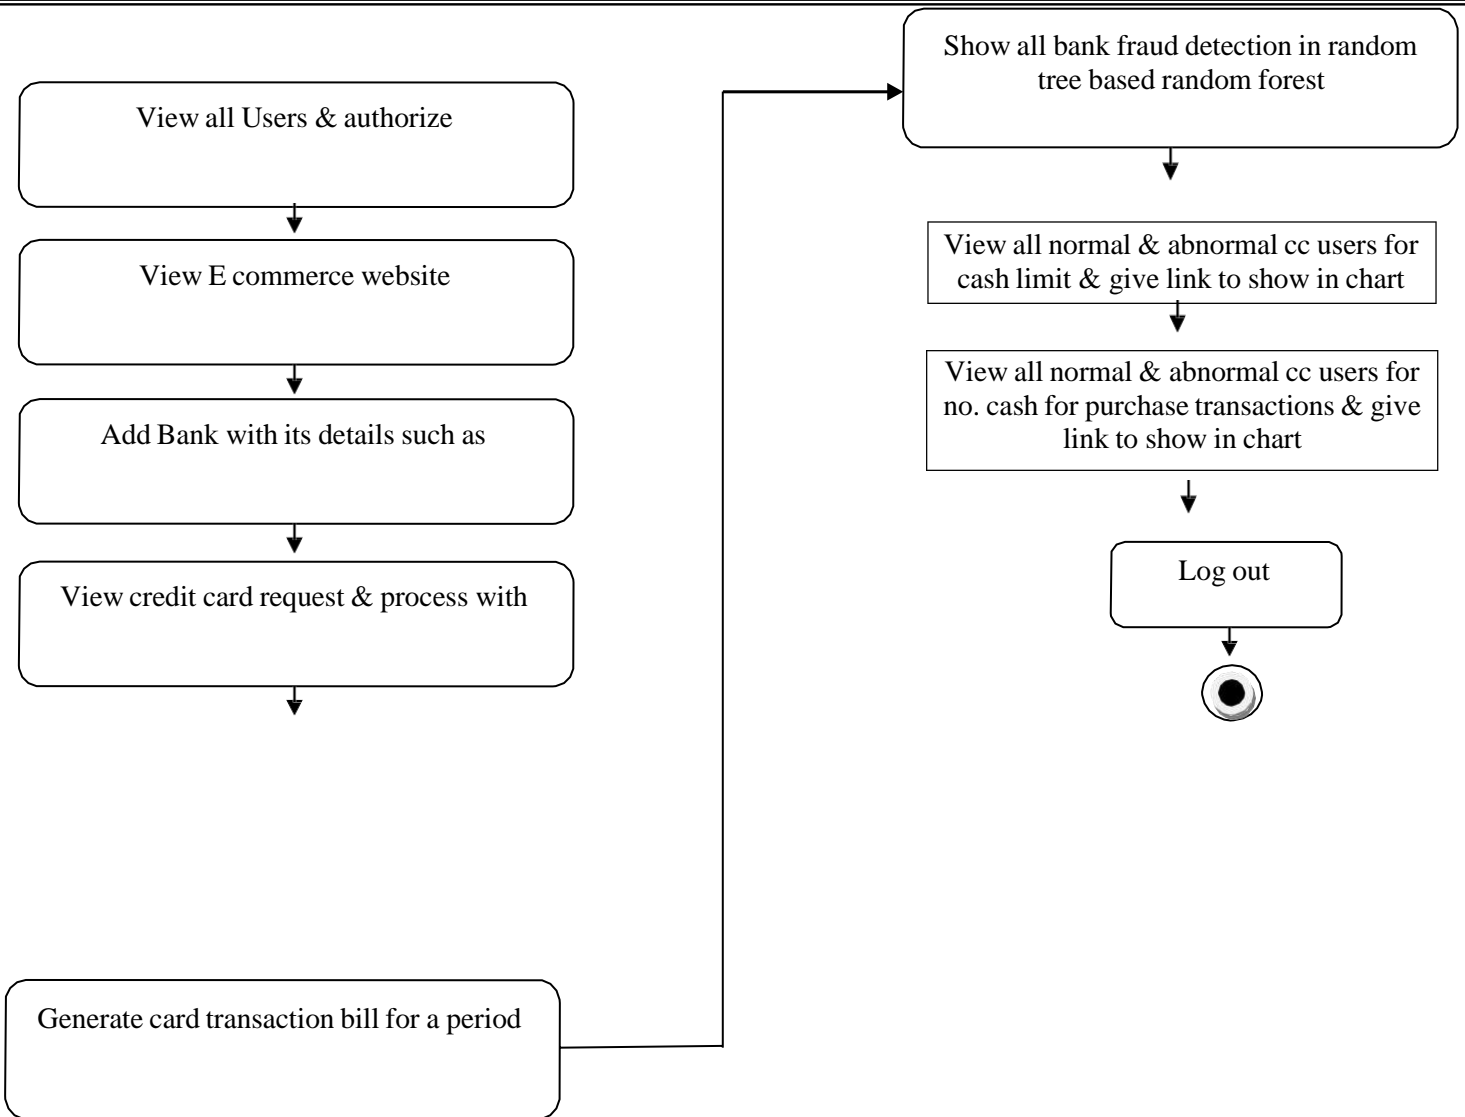 View all Users & authorize
View E commerce website
Add Bank with its details such as
View credit card request & process with
Generate card transaction bill for a period
Show all bank fraud detection in random
tree based random forest
View all normal & abnormal cc users for
cash limit & give link to show in chart
View all normal & abnormal cc users for
no. cash for purchase transactions & give
link to show in chart
Log out